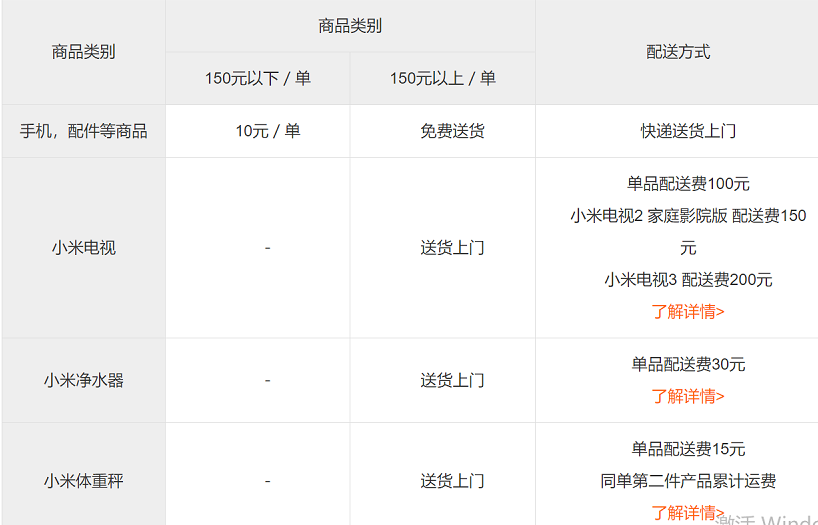 商品类别
商品类别
配送方式
150元以下 / 单
150元以上 / 单
手机，配件等商品
10元 / 单
免费送货
快递送货上门
小米电视
-
送货上门
单品配送费100元
小米电视2 家庭影院版 配送费150
元
小米电视3 配送费200元
了解详情>
小米净水器
-
送货上门
单品配送费30元
了解详情>
小米体重秤
-
送货上门
单品配送费15元
同单第二件产品累计运费
了解详情>
激活 Windo